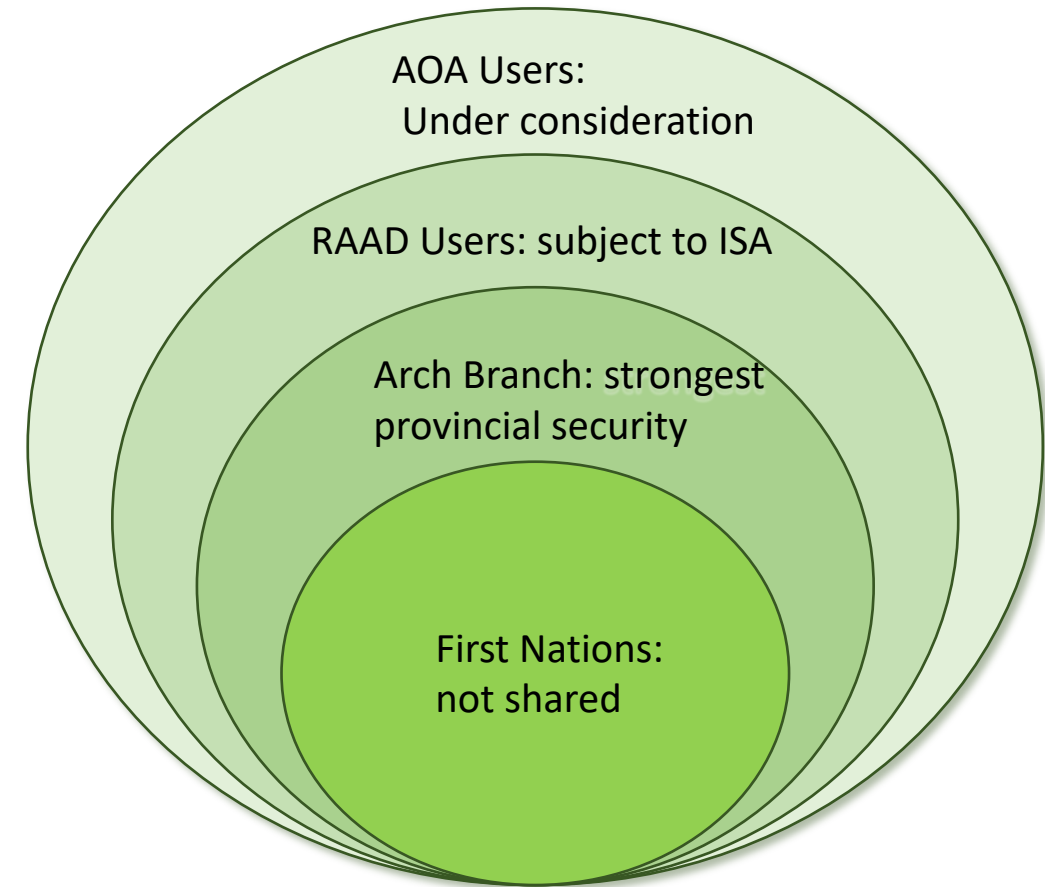 AOA Users:
Under consideration
RAAD Users: subject to ISA
Arch Branch: strongest
provincial security
First Nations:
not shared